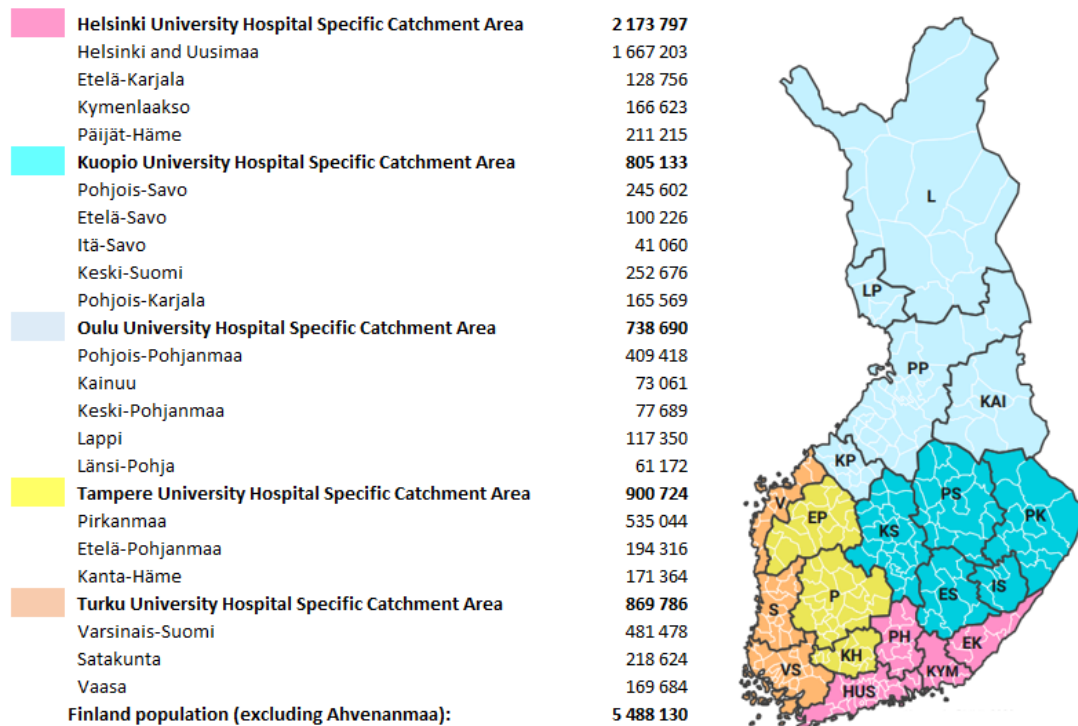 Helsinki University Hospital Specific Catchment Area 2 173 797
Helsinki and Uusimaa 1 667 203
Etelä-Karjala 128 756
Kymenlaakso 166 623
Päijät-Häme 211 215
Kuopio University Hospital Specific Catchment Area 805 133
Pohjois-Savo 245 602
Etelä-Savo 100 226
Itä-Savo 41 060
Keski-Suomi 252 676
Pohjois-Karjala 165 569
Oulu University Hospital Specific Catchment Area 738 690
Pohjois-Pohjanmaa 409 418
Kainuu 73 061
Keski-Pohjanmaa 77 689
Lappi 117 350
Länsi-Pohja 61 172
Tampere University Hospital Specific Catchment Area 900 724
Pirkanmaa 535 044
Etelä-Pohjanmaa 194 316
Kanta-Häme 171 364
Turku University Hospital Specific Catchment Area 869 786
Varsinais-Suomi 481 478
Satakunta 218 624
Vaasa 169 684
Finland population (excluding Ahvenanmaa): 5 488 130
L
LP
PP
KAI
KP
V
EP
KS
PS
PK
S
P
ES
IS
PH
EK
KH
VS
KYM
HUS